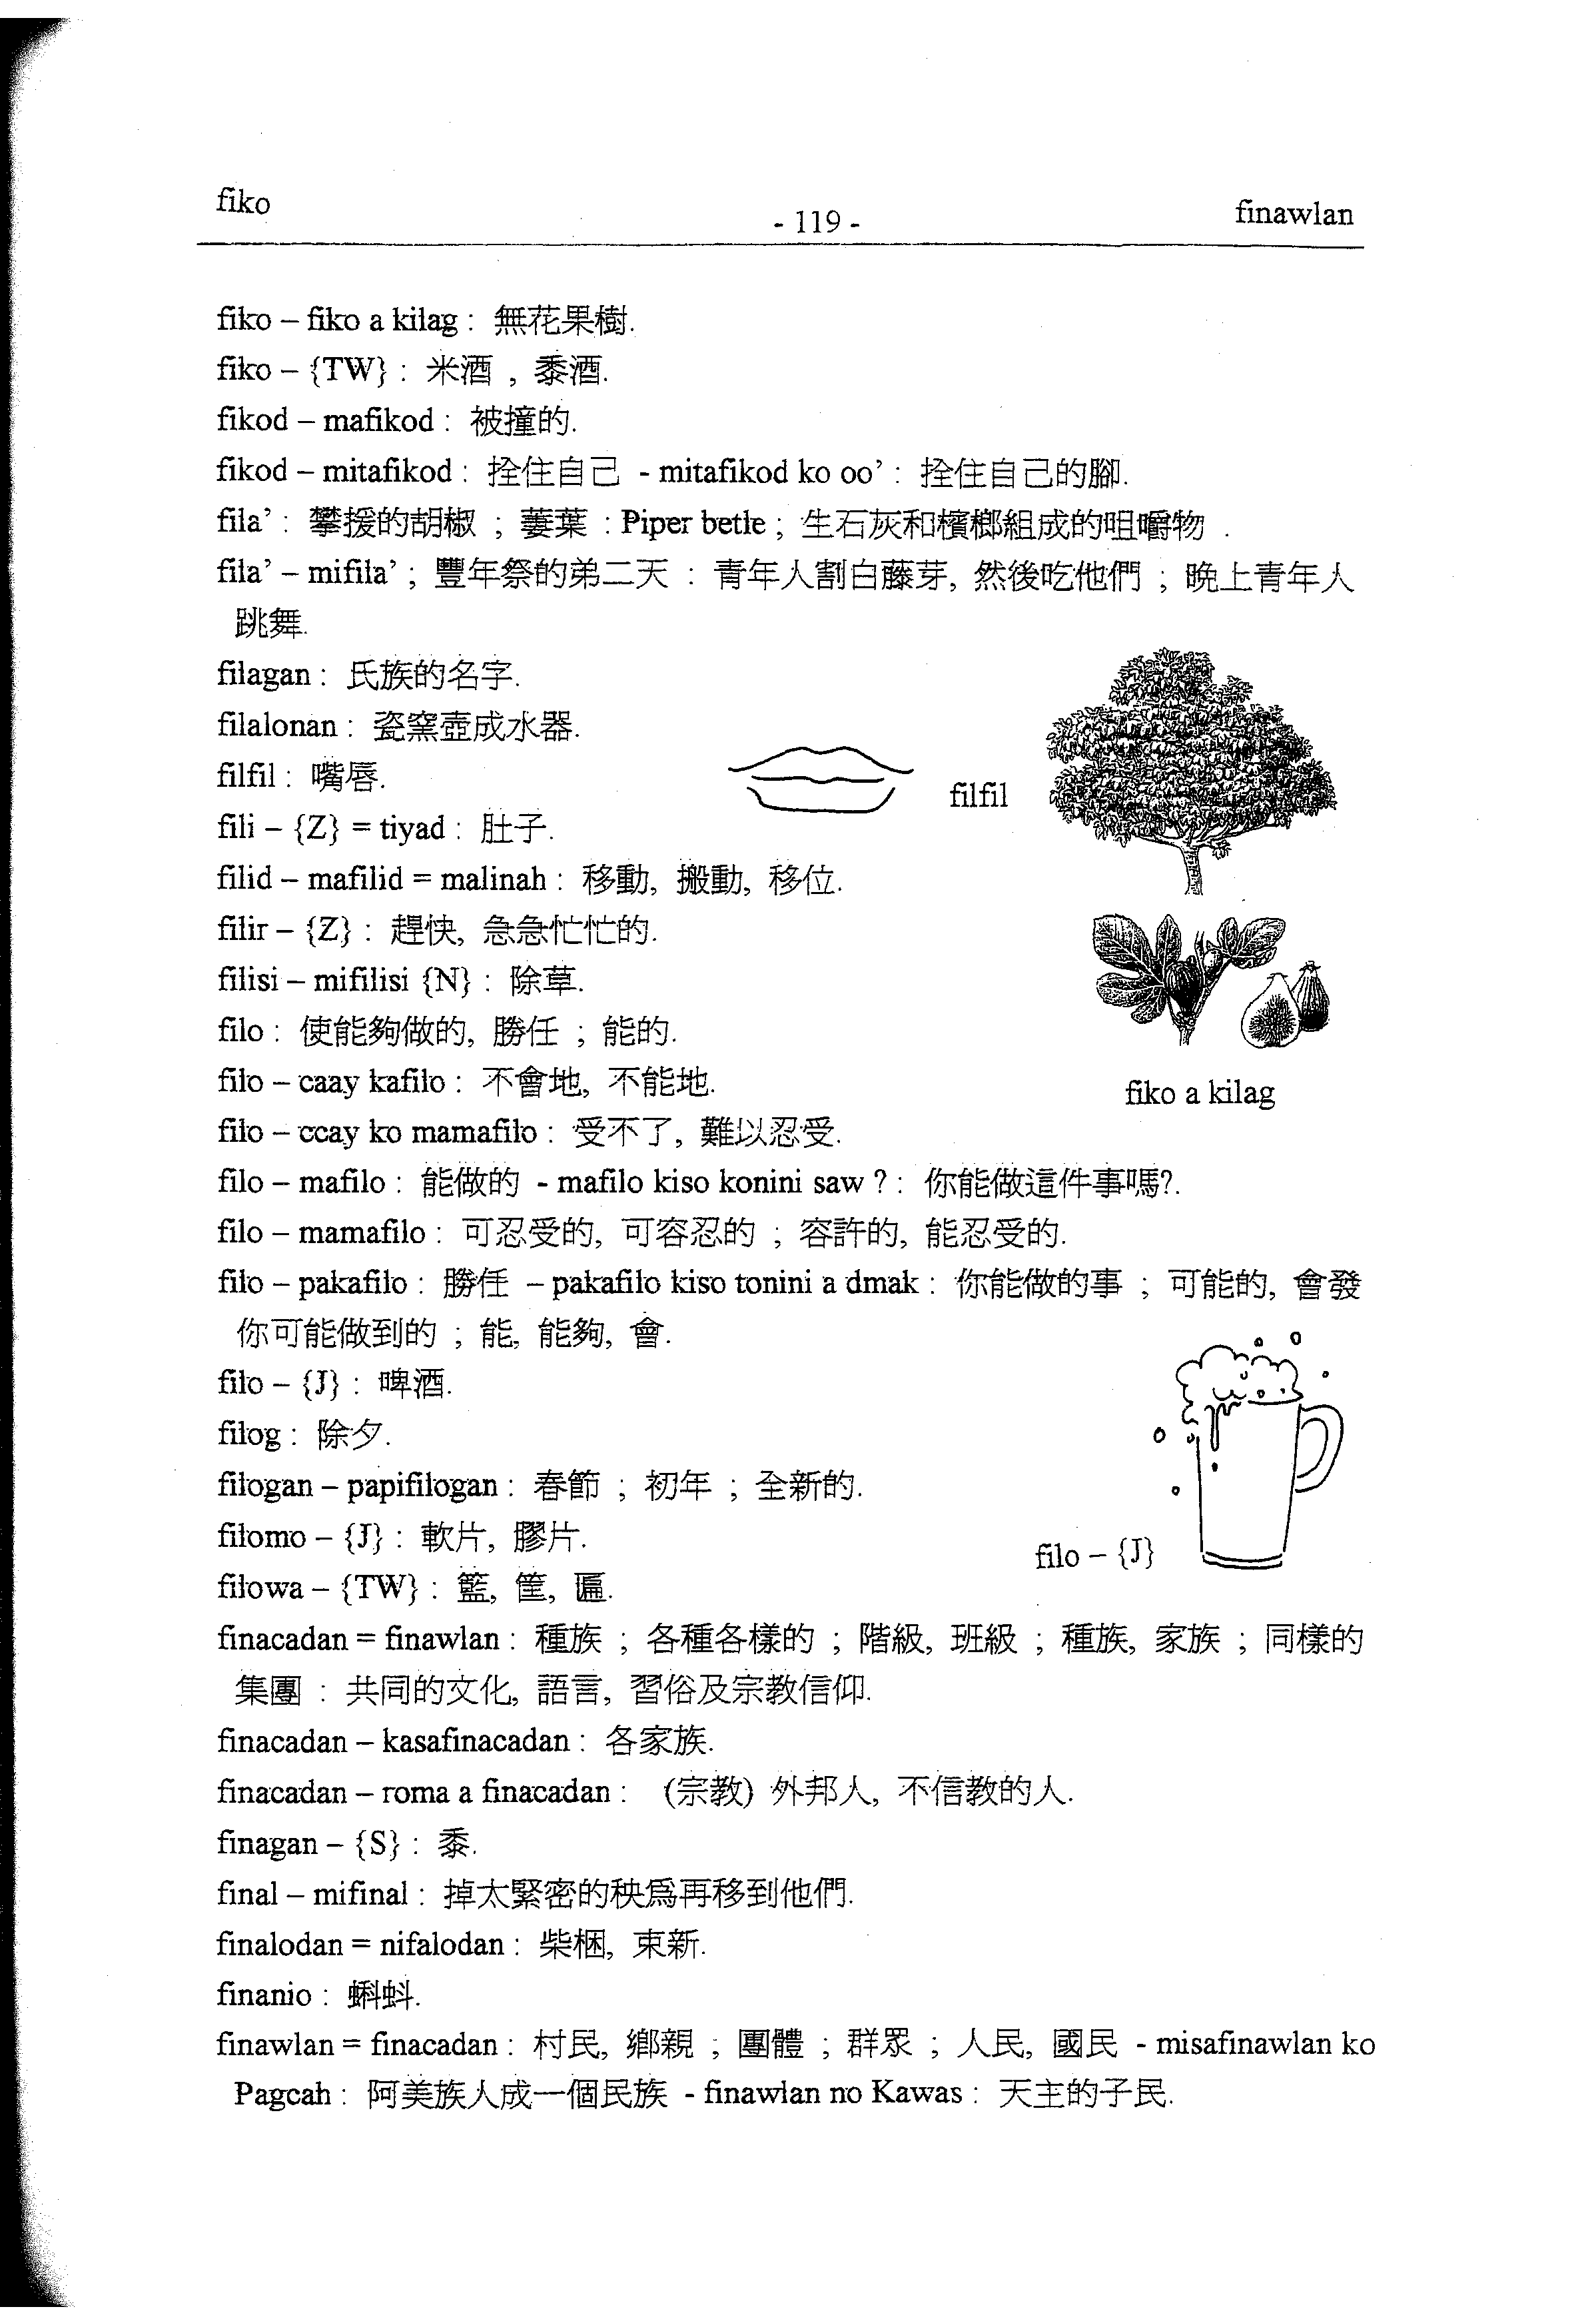 fiko
- 119 -
finawlan
fiko – fiko a kilag : 無花果樹.
fiko – {TW} : 米酒 , 黍酒.
fikod – mafikod : 被撞的.
fikod – mitafikod : 拴住自己 - mitafikod ko oo’ : 拴住自己的腳.
fila’ : 攀援的胡椒 ; 蔞葉 : Piper betle ; 生石灰和檳榔組成的咀嚼物 .
fila’ – mifila’ ; 豐年祭的弟二天 : 青年人割白藤芽, 然後吃他們 ; 晚上青年人
跳舞.
filagan : 氏族的名字.
filalonan : 瓷窯壺成水器.
filfil : 嘴唇.
filfil
fili – {Z} = tiyad : 肚子.
filid – mafilid = malinah : 移動, 搬動, 移位.
filir – {Z} : 趕快, 急急忙忙的.
filisi – mifilisi {N} : 除草.
filo : 使能夠做的, 勝任 ; 能的.
filo – caay kafilo : 不會地, 不能地.
fiko a kilag
filo – ccay ko mamafilo : 受不了, 難以忍受.
filo – mafilo : 能做的 - mafilo kiso konini saw ? : 你能做這件事嗎?.
filo – mamafilo : 可忍受的, 可容忍的 ; 容許的, 能忍受的.
filo – pakafilo : 勝任 – pakafilo kiso tonini a dmak : 你能做的事 ; 可能的, 會發
你可能做到的 ; 能, 能夠, 會.
filo – {J} : 啤酒.
filog : 除夕.
filogan – papifilogan : 春節 ; 初年 ; 全新的.
filomo – {J} : 軟片, 膠片.
filo – {J}
filowa – {TW} : 籃, 筐, 匾.
finacadan = finawlan : 種族 ; 各種各樣的 ; 階級, 班級 ; 種族, 家族 ; 同樣的
集團 : 共同的文化, 語言, 習俗及宗教信仰.
finacadan – kasafinacadan : 各家族.
finacadan – roma a finacadan : (宗教) 外邦人, 不信教的人.
finagan – {S} : 黍.
final – mifinal : 掉太緊密的秧爲再移到他們.
finalodan = nifalodan : 柴梱, 束新.
finanio : 蝌蚪.
finawlan = finacadan : 村民, 鄉親 ; 團體 ; 群眾 ; 人民, 國民 - misafinawlan ko
Pagcah : 阿美族人成一個民族 - finawlan no Kawas : 天主的子民.